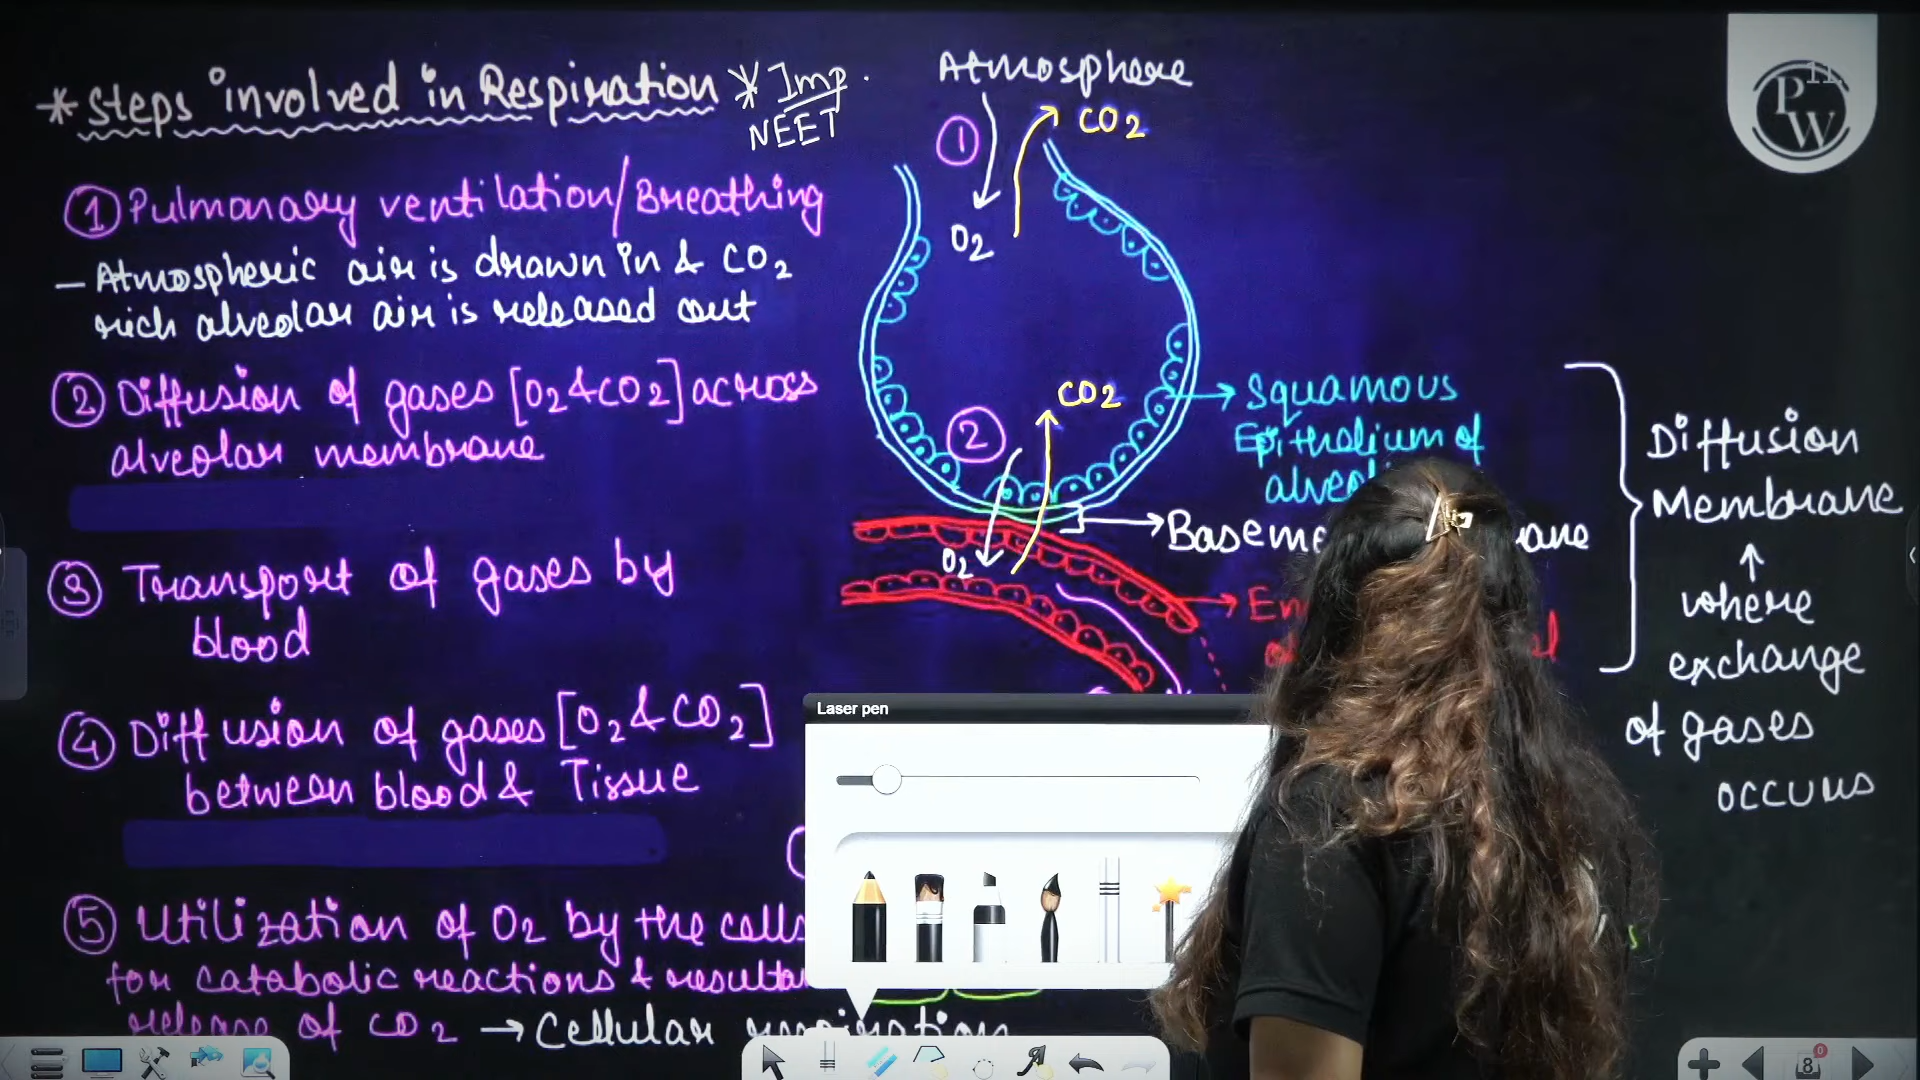 * Steps involved in Respiration * Imp.
NEET
① Pulmonary ventilation/Breathing
- Atmospheric air is drawn in & CO2
rich alveolar air is released out
② Diffusion of gases [O2 & CO2] across
alveolar membrane
③ Transport of gases by
blood
④ Diffusion of gases [O2 & CO2]
between blood & Tissue
⑤ Utilization of O2 by the cells
for catabolic reactions &
release of CO2 → Cellular respiration
Atmosphere
①
CO2
O2
②
CO2
O2
→ Squamous
Epithelium of
Diffusion
Membrane
↑
where
exchange
of gases
occurs
PW
Laser pen
8
0